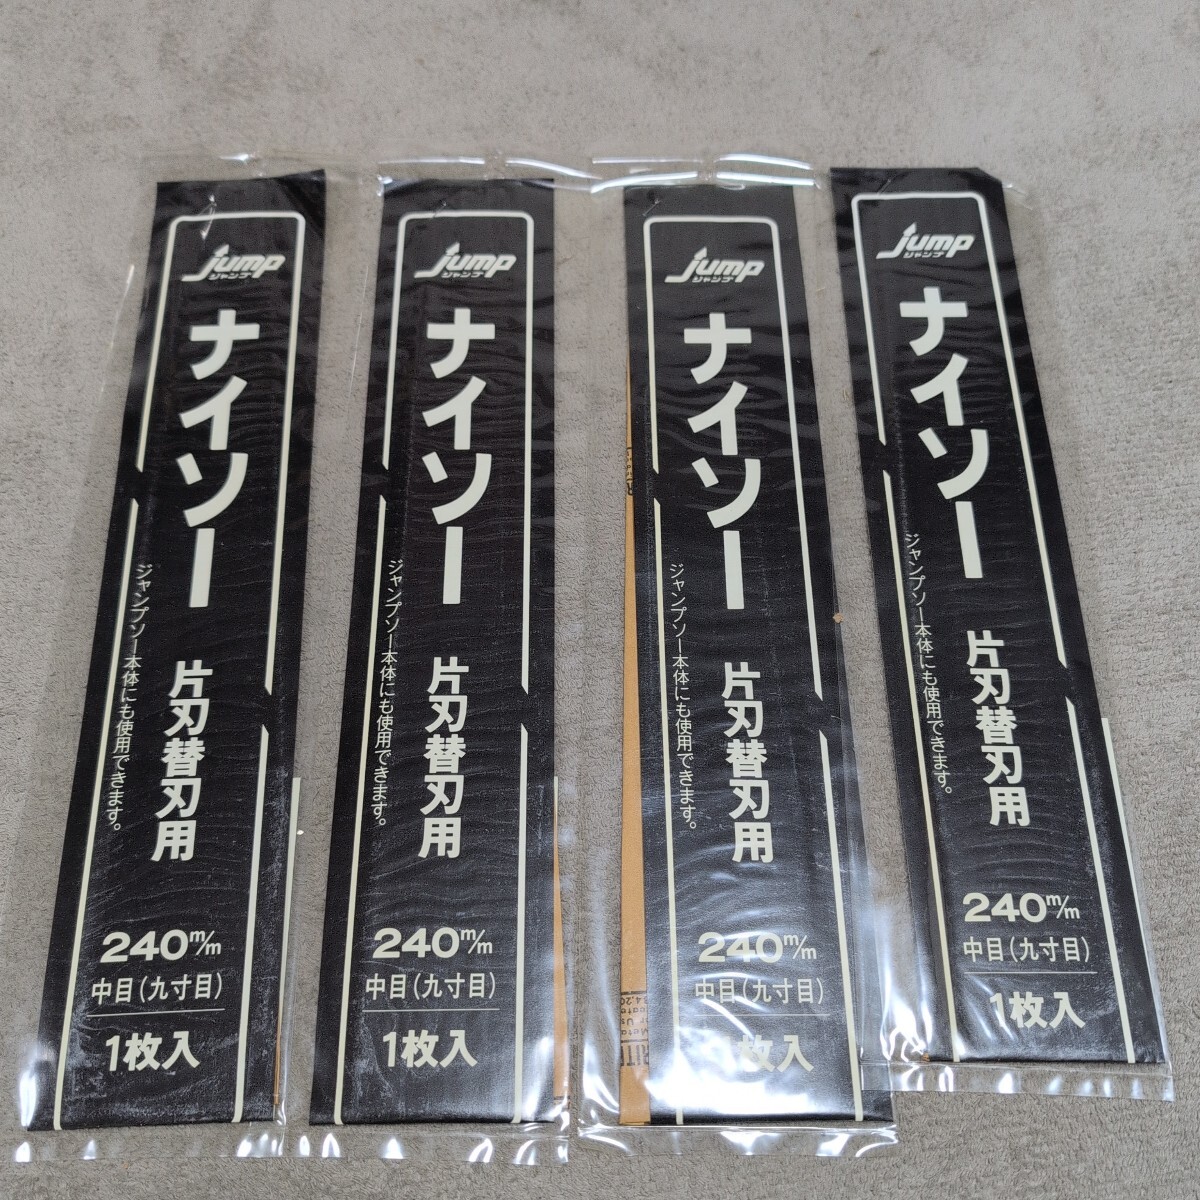 jump
ジャンプ
ナイソー
片刃替刃用
ジャンプソー本体にも使用できます。
240m/m
中目(九寸目)
1枚入
jump
ジャンプ
ナイソー
片刃替刃用
ジャンプソー本体にも使用できます。
240m/m
中目(九寸目)
1枚入
jump
ジャンプ
ナイソー
片刃替刃用
ジャンプソー本体にも使用できます。
240m/m
中目(九寸目)
1枚入
jump
ジャンプ
ナイソー
片刃替刃用
ジャンプソー本体にも使用できます。
240m/m
中目(九寸目)
1枚入